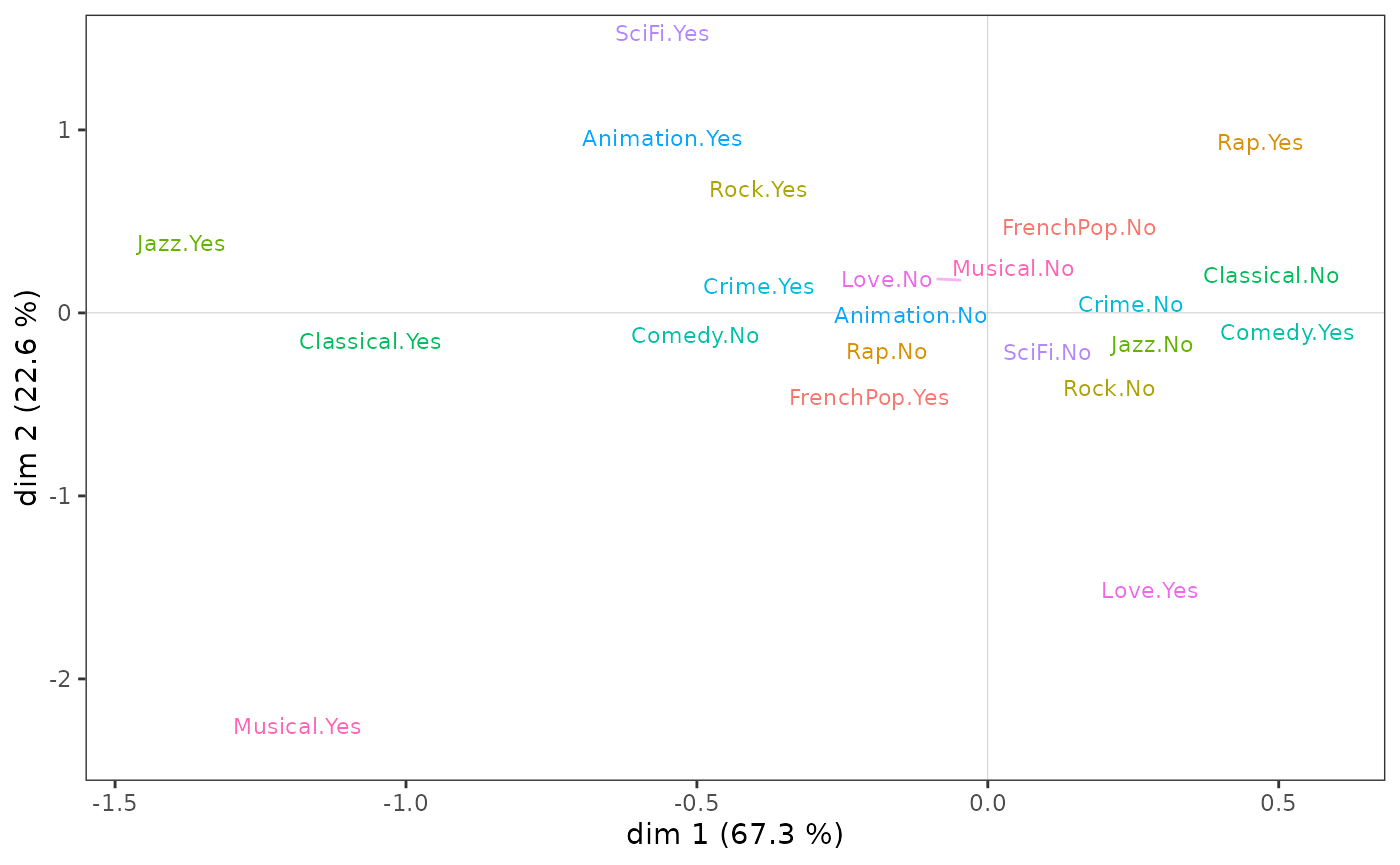 SciFi.Yes
1
Animation.Yes
Rap.Yes
Rock.Yes
FrenchPop.No
Jazz.Yes
Musical.No
Classical.No
Love.No
Crime.Yes
Crime.No
0
Animation.No
Comedy.No
Comedy.Yes
Classical.Yes
Jazz.No
Rap.No
SciFi.No
Rock.No
FrenchPop.Yes
dim 2 (22.6 %)
-1
Love.Yes
-2
Musical.Yes
-1.5 -1.0 -0.5 0.0 0.5
dim 1 (67.3 %)